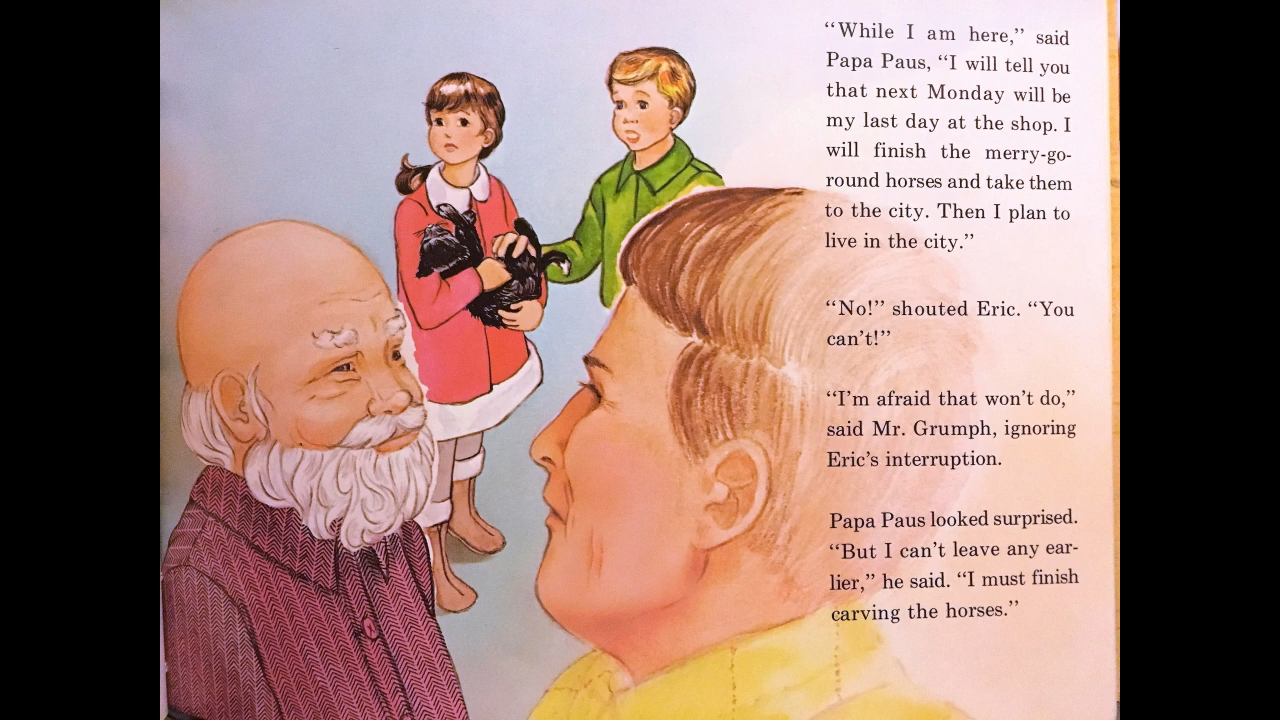 “While I am here,” said
Papa Paus, “I will tell you
that next Monday will be
my last day at the shop. I
will finish the merry-go-
round horses and take them
to the city. Then I plan to
live in the city.”
“No!” shouted Eric. “You
can’t!”
“I’m afraid that won’t do,”
said Mr. Grumph, ignoring
Eric’s interruption.
Papa Paus looked surprised.
“But I can’t leave any ear-
lier,” he said. “I must finish
carving the horses.”